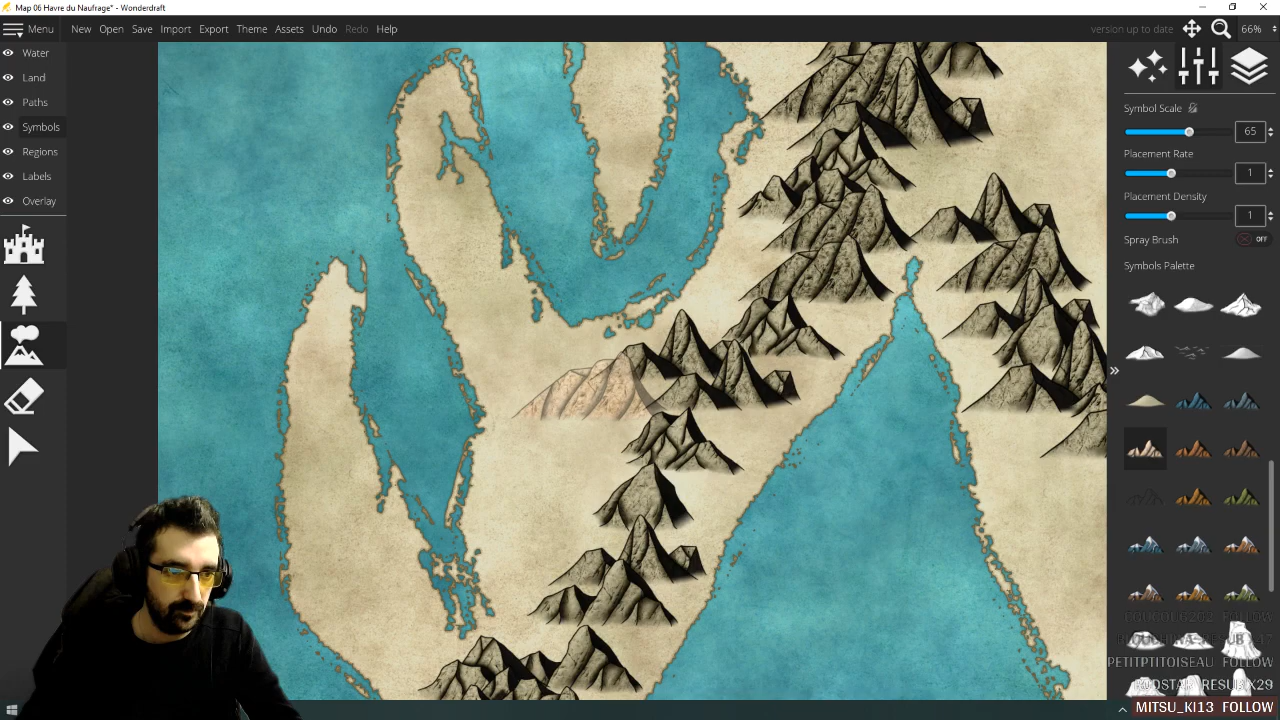 Map 06 Havre du Naufrage* - Wonderdraft
Menu New Open Save Import Export Theme Assets Undo Redo Help version up to date 66%
Water
Land
Paths
Symbols
Regions
Labels
Overlay
Symbol Scale
65
Placement Rate
1
Placement Density
1
Spray Brush OFF
Symbols Palette
PETITPTITOISEAU FOLLOW
MITSU_KI13 FOLLOW